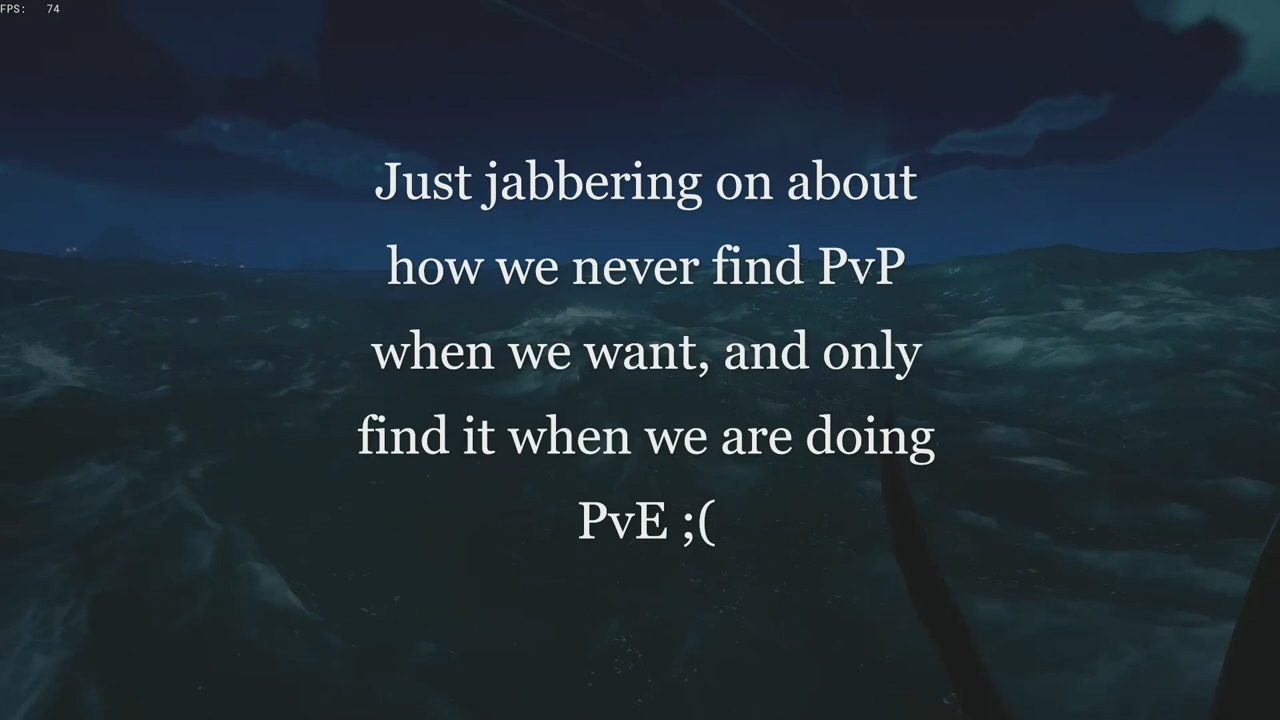 FPS: 74
Just jabbering on about
how we never find PvP
when we want, and only
find it when we are doing
PvE ;(